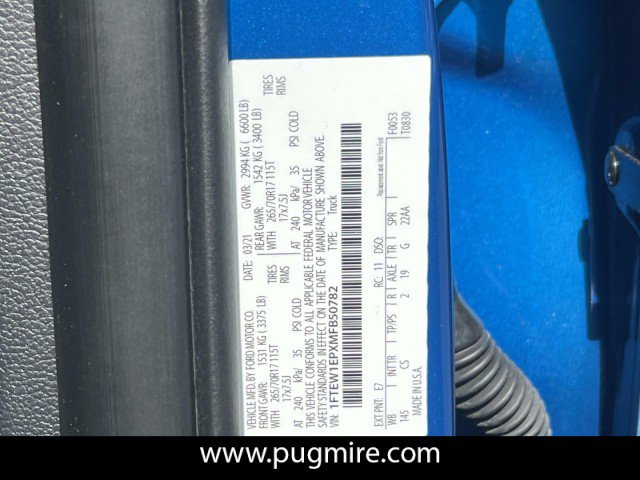 VEHICLE MFD. BY FORD MOTOR CO.
DATE: 03/21 GVWR: 2994 KG ( 6600 LB)
FRONT GAWR: 1531 KG ( 3375 LB) REAR GAWR: 1542 KG ( 3400 LB)
WITH 265/70R17 115T TIRES WITH 265/70R17 115T TIRES
17x7.5J RIMS 17x7.5J RIMS
AT 240 kPa/ 35 PSI COLD AT 240 kPa/ 35 PSI COLD
THIS VEHICLE CONFORMS TO ALL APPLICABLE FEDERAL MOTOR VEHICLE
SAFETY STANDARDS IN EFFECT ON THE DATE OF MANUFACTURE SHOWN ABOVE.
VIN: 1FTEW1EPXMFB50782 TYPE: Truck
Replacement label. Not from Ford
EXT PNT: E7 RC: 11 DSO: F0053
WB INT TR TP/PS R AXLE TR SPR T0830
145 CS 2 19 G 22AA
MADE IN U.S.A.
www.pugmire.com